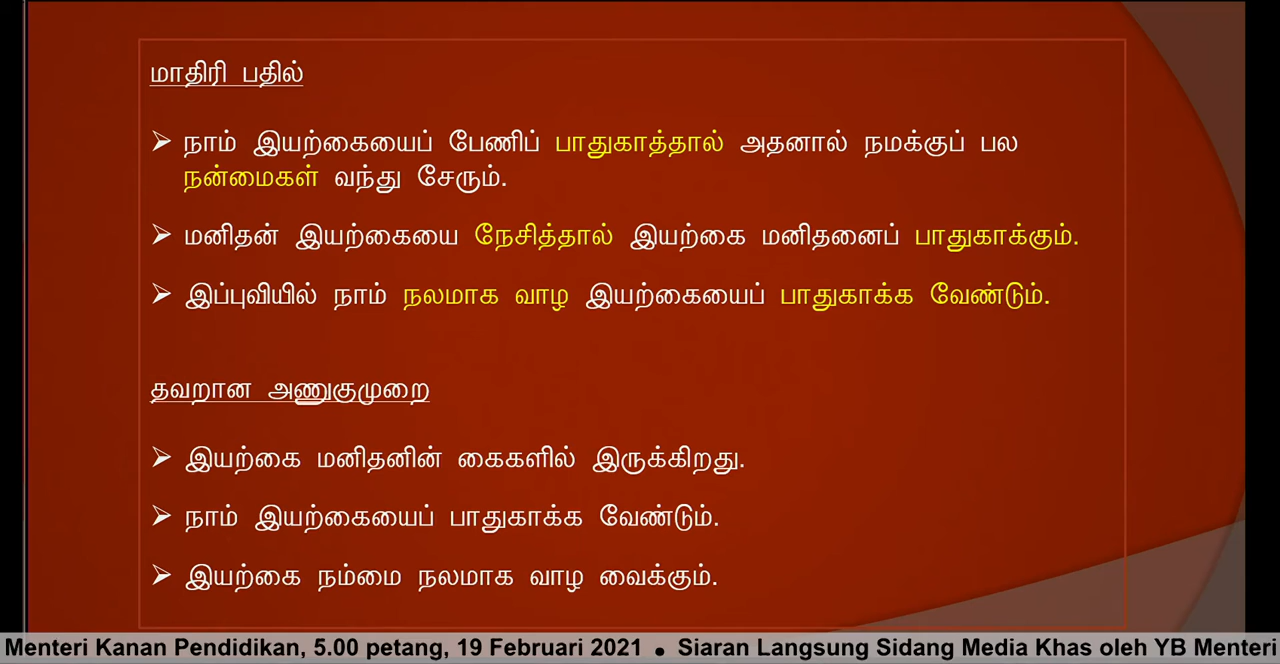 மாதிரி பதில்
➢ நாம் இயற்கையைப் பேணிப் பாதுகாத்தால் அதனால் நமக்குப் பல
நன்மைகள் வந்து சேரும்.
➢ மனிதன் இயற்கையை நேசித்தால் இயற்கை மனிதனைப் பாதுகாக்கும்.
➢ இப்புவியில் நாம் நலமாக வாழ இயற்கையைப் பாதுகாக்க வேண்டும்.
தவறான அணுகுமுறை
➢ இயற்கை மனிதனின் கைகளில் இருக்கிறது.
➢ நாம் இயற்கையைப் பாதுகாக்க வேண்டும்.
➢ இயற்கை நம்மை நலமாக வாழ வைக்கும்.
Menteri Kanan Pendidikan, 5.00 petang, 19 Februari 2021 ● Siaran Langsung Sidang Media Khas oleh YB Menteri